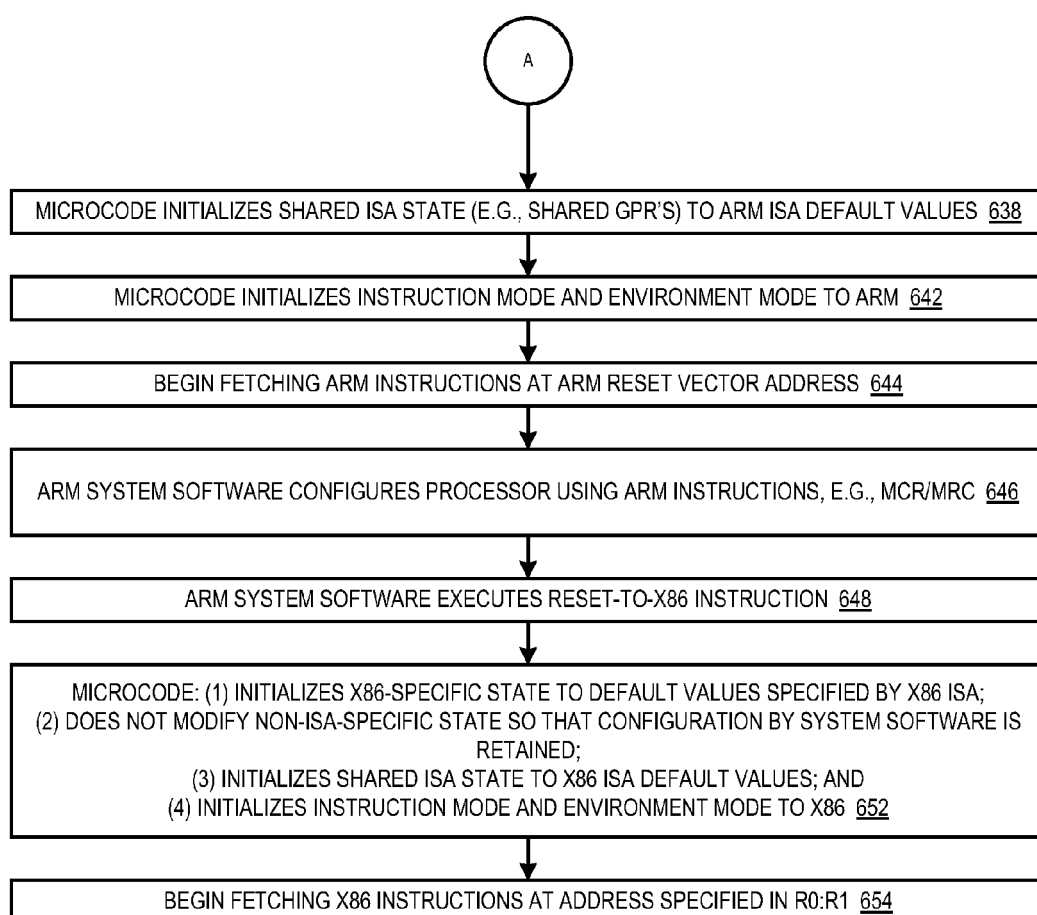 A
MICROCODE INITIALIZES SHARED ISA STATE (E.G., SHARED GPR'S) TO ARM ISA DEFAULT VALUES 638
MICROCODE INITIALIZES INSTRUCTION MODE AND ENVIRONMENT MODE TO ARM 642
BEGIN FETCHING ARM INSTRUCTIONS AT ARM RESET VECTOR ADDRESS 644
ARM SYSTEM SOFTWARE CONFIGURES PROCESSOR USING ARM INSTRUCTIONS, E.G., MCR/MRC 646
ARM SYSTEM SOFTWARE EXECUTES RESET-TO-X86 INSTRUCTION 648
MICROCODE: (1) INITIALIZES X86-SPECIFIC STATE TO DEFAULT VALUES SPECIFIED BY X86 ISA;
(2) DOES NOT MODIFY NON-ISA-SPECIFIC STATE SO THAT CONFIGURATION BY SYSTEM SOFTWARE IS
RETAINED;
(3) INITIALIZES SHARED ISA STATE TO X86 ISA DEFAULT VALUES; AND
(4) INITIALIZES INSTRUCTION MODE AND ENVIRONMENT MODE TO X86 652
BEGIN FETCHING X86 INSTRUCTIONS AT ADDRESS SPECIFIED IN R0:R1 654